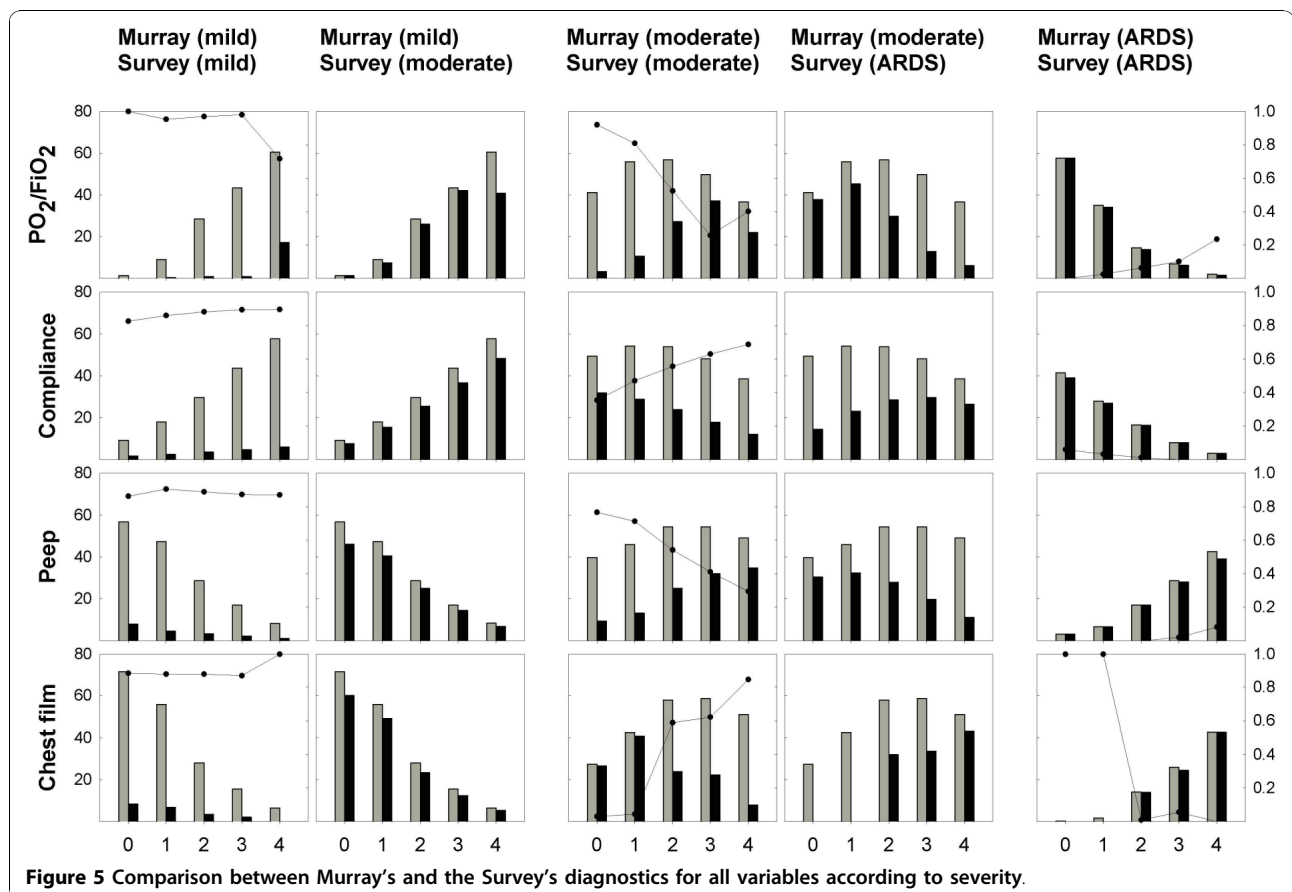 Murray (mild)
Survey (mild)
Murray (mild)
Survey (moderate)
Murray (moderate)
Survey (moderate)
Murray (moderate)
Survey (ARDS)
Murray (ARDS)
Survey (ARDS)
PO2/FiO2
80
60
40
20
1.0
0.8
0.6
0.4
0.2
Compliance
80
60
40
20
1.0
0.8
0.6
0.4
0.2
Peep
80
60
40
20
1.0
0.8
0.6
0.4
0.2
Chest film
80
60
40
20
1.0
0.8
0.6
0.4
0.2
0 1 2 3 4
0 1 2 3 4
0 1 2 3 4
0 1 2 3 4
0 1 2 3 4
Figure 5 Comparison between Murray's and the Survey's diagnostics for all variables according to severity.